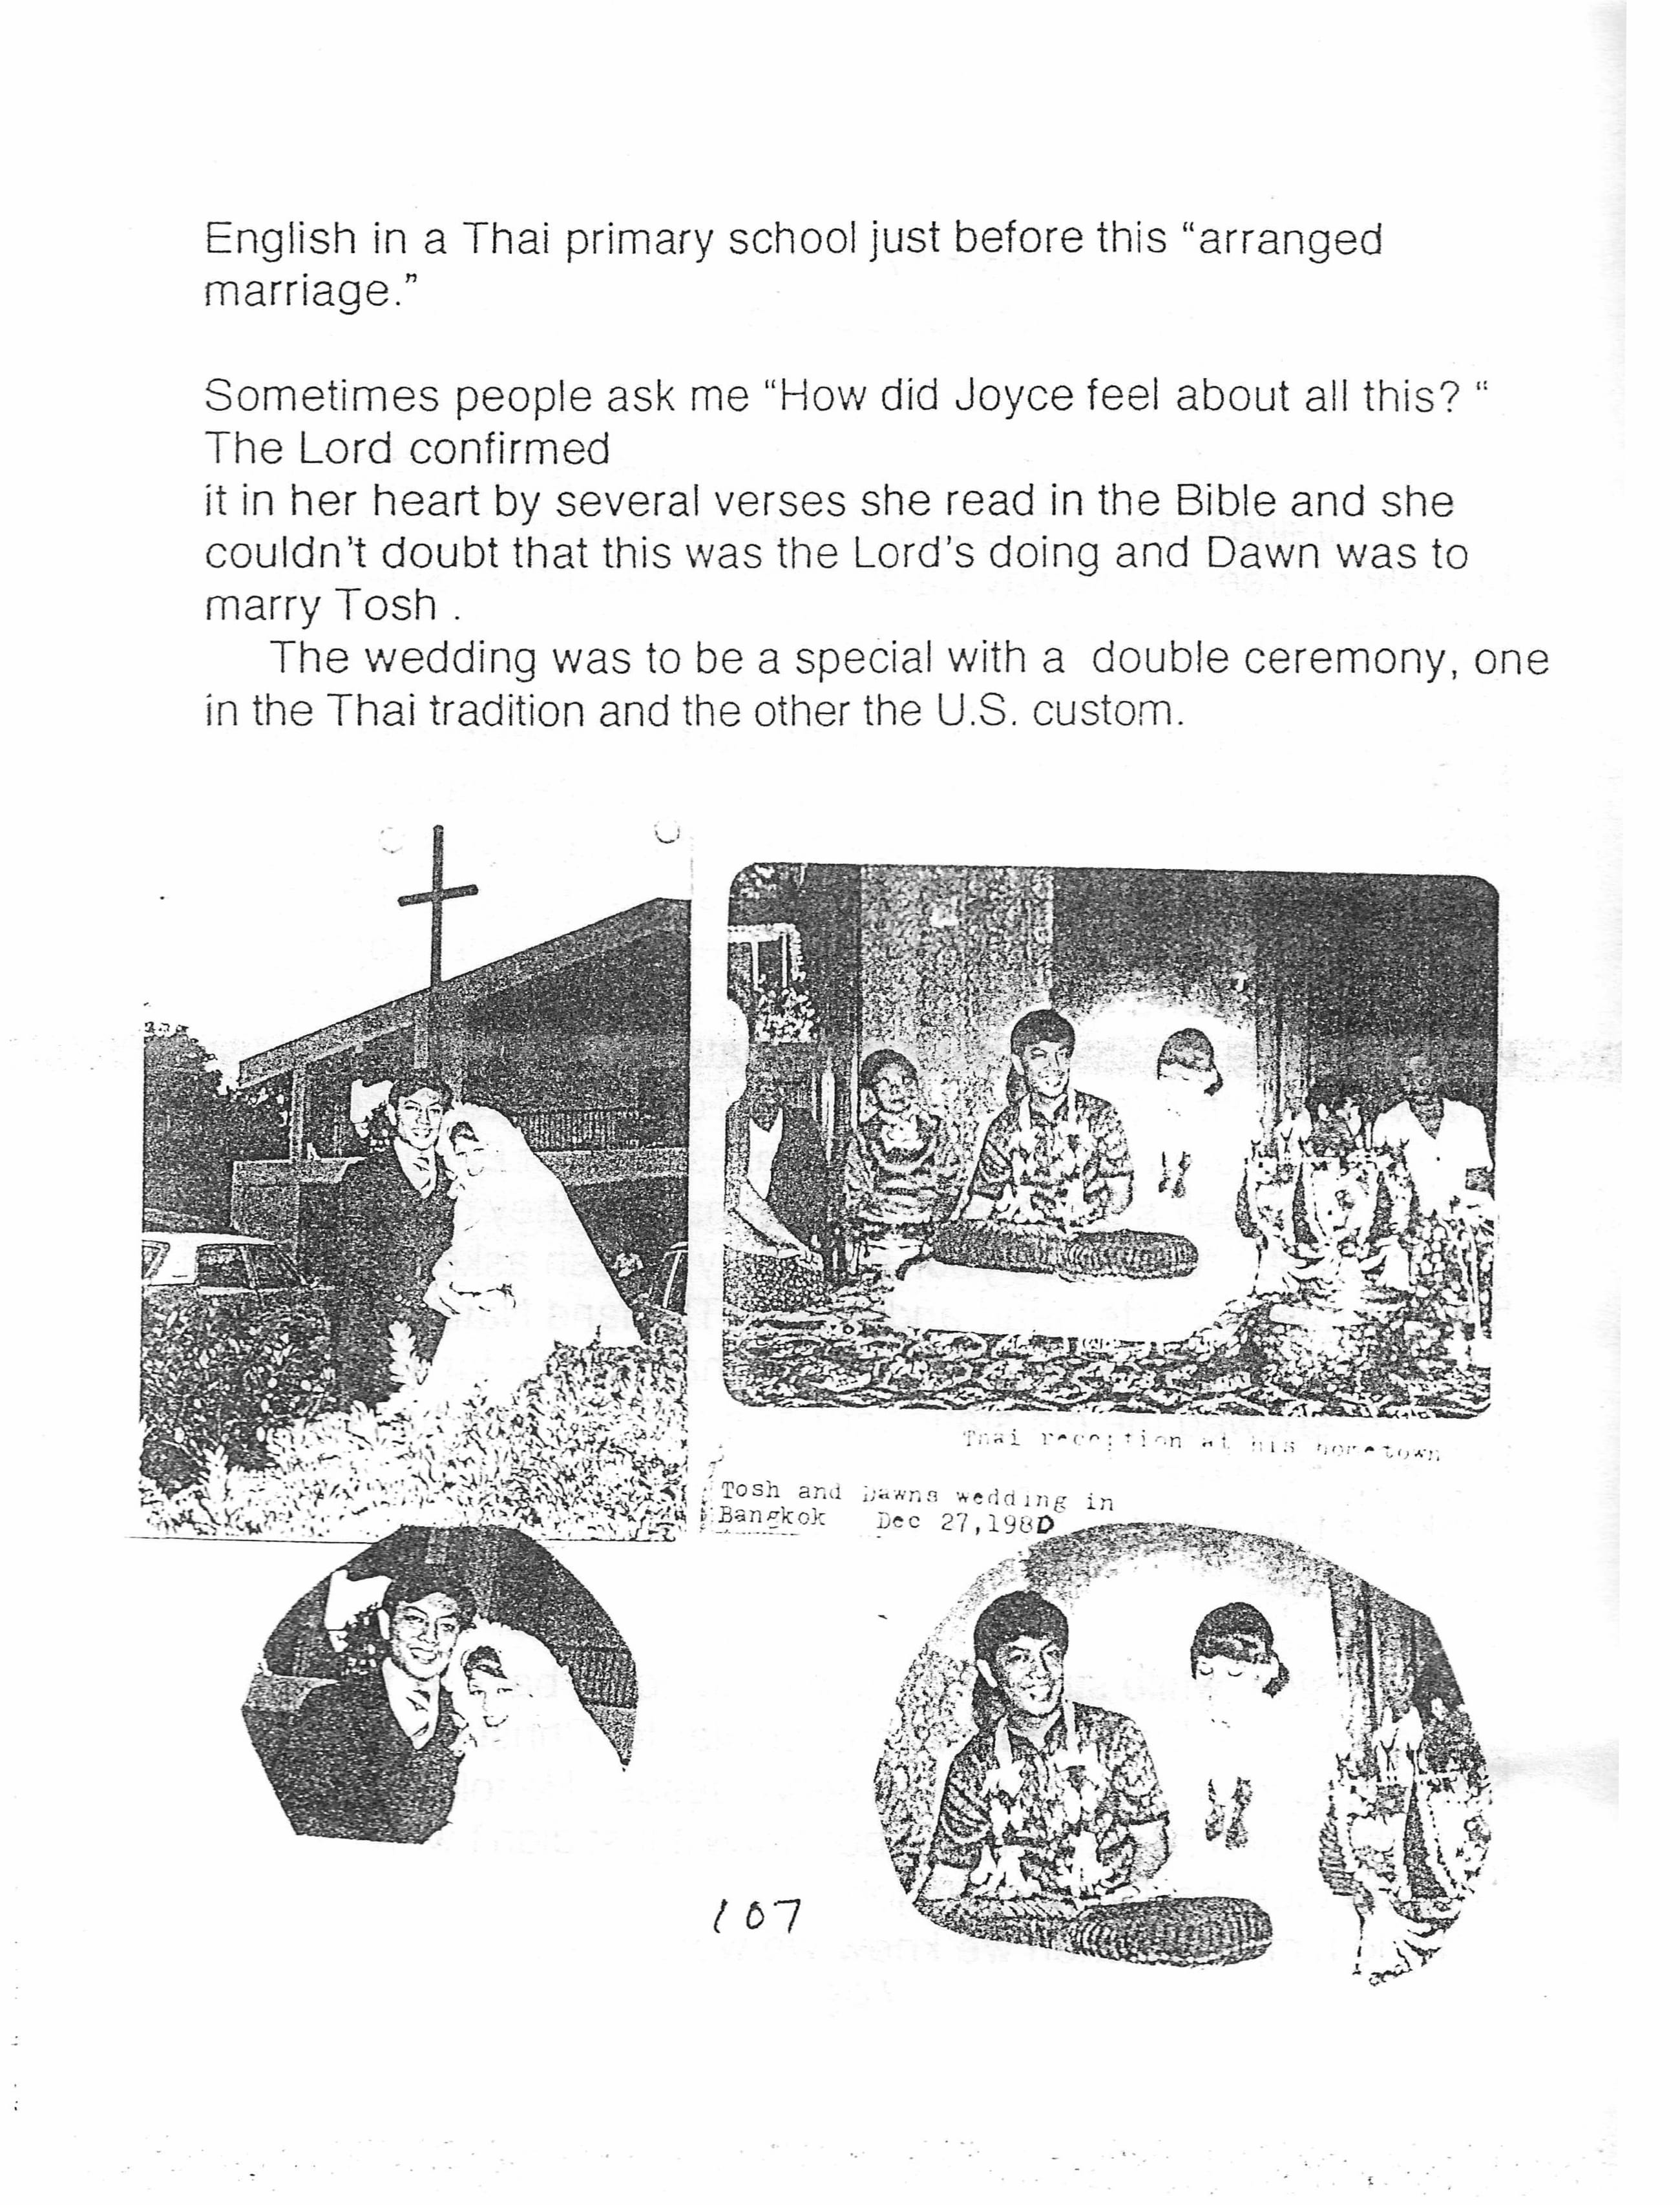 English in a Thai primary school just before this “arranged
marriage.”
Sometimes people ask me “How did Joyce feel about all this? “
The Lord confirmed
it in her heart by several verses she read in the Bible and she
couldn't doubt that this was the Lord's doing and Dawn was to
marry Tosh .
The wedding was to be a special with a  double ceremony, one
in the Thai tradition and the other the U.S. custom.
Thai reception at his hometown
Tosh and Dawns wedding in
Bangkok    Dec 27,1980
107